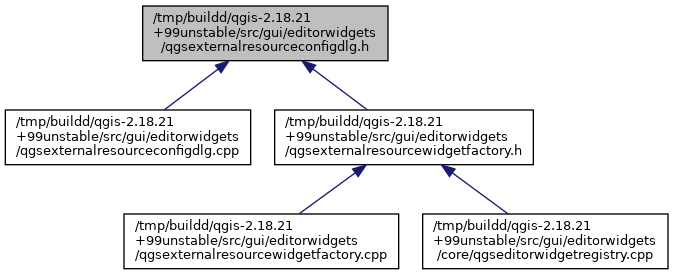 /tmp/buildd/qgis-2.18.21
+99unstable/src/gui/editorwidgets
/qgsexternalresourceconfigdlg.h
/tmp/buildd/qgis-2.18.21
+99unstable/src/gui/editorwidgets
/qgsexternalresourceconfigdlg.cpp
/tmp/buildd/qgis-2.18.21
+99unstable/src/gui/editorwidgets
/qgsexternalresourcewidgetfactory.h
/tmp/buildd/qgis-2.18.21
+99unstable/src/gui/editorwidgets
/qgsexternalresourcewidgetfactory.cpp
/tmp/buildd/qgis-2.18.21
+99unstable/src/gui/editorwidgets
/core/qgseditorwidgetregistry.cpp